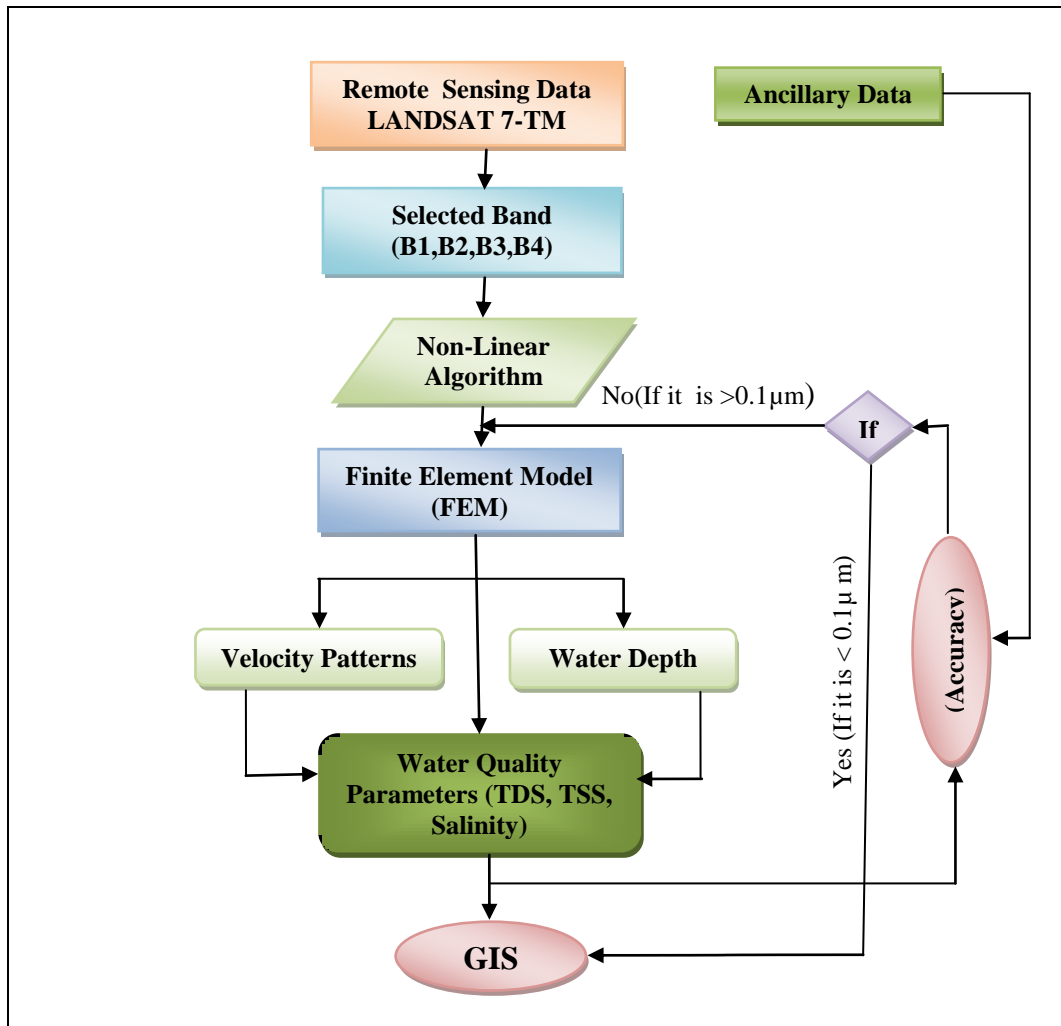 Remote Sensing Data
LANDSAT 7-TM
Ancillary Data
Selected Band
(B1,B2,B3,B4)
Non-Linear
Algorithm
No(If it is >0.1µm)
If
Finite Element Model
(FEM)
Yes (If it is < 0.1µ m)
(Accuracy)
Velocity Patterns
Water Depth
Water Quality
Parameters (TDS, TSS,
Salinity)
GIS